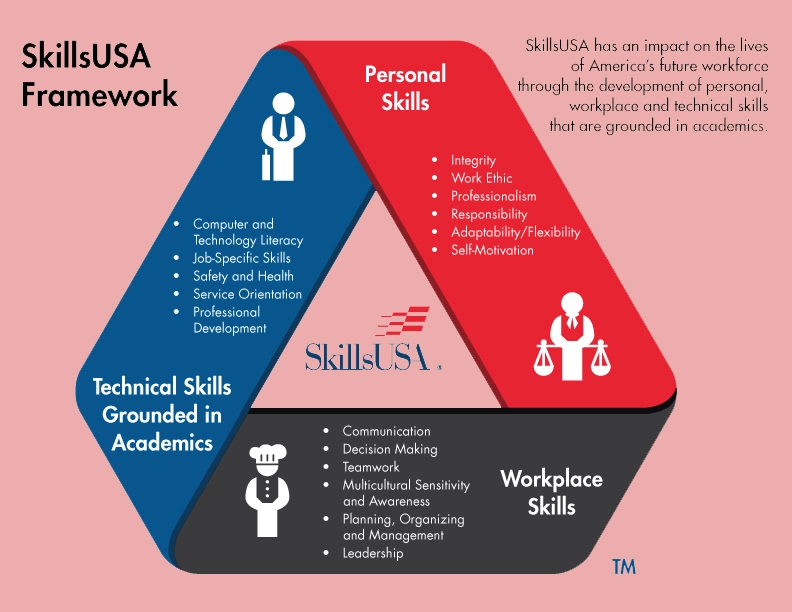 SkillsUSA
Framework
SkillsUSA has an impact on the lives
of America's future workforce
through the development of personal,
workplace and technical skills
that are grounded in academics.
Personal
Skills
• Integrity
• Work Ethic
• Professionalism
• Responsibility
• Adaptability/Flexibility
• Self-Motivation
• Computer and
Technology Literacy
• Job-Specific Skills
• Safety and Health
• Service Orientation
• Professional
Development
Technical Skills
Grounded in
Academics
SkillsUSA®
• Communication
• Decision Making
• Teamwork
• Multicultural Sensitivity
and Awareness
• Planning, Organizing
and Management
• Leadership
Workplace
Skills
TM